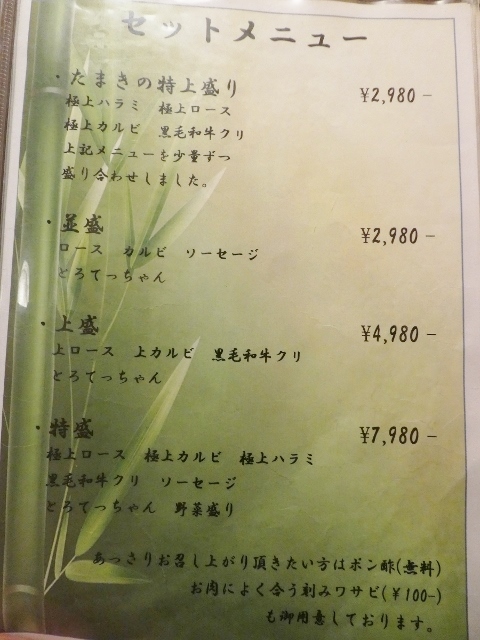 セットメニュー
・たまきの特上盛り ¥2,980-
極上ハラミ 極上ロース
極上カルビ 黒毛和牛クリ
上記メニューを少量ずつ
盛り合わせしました。
・並盛 ¥2,980-
ロース カルビ ソーセージ
とろてっちゃん
・上盛 ¥4,980-
上ロース 上カルビ 黒毛和牛クリ
とろてっちゃん
・特盛 ¥7,980-
極上ロース 極上カルビ 極上ハラミ
黒毛和牛クリ ソーセージ
とろてっちゃん 野菜盛り
あっさりお召し上がり頂きたい方はポン酢(無料)
お肉によく合う刻みワサビ(¥100-)
も御用意しております。